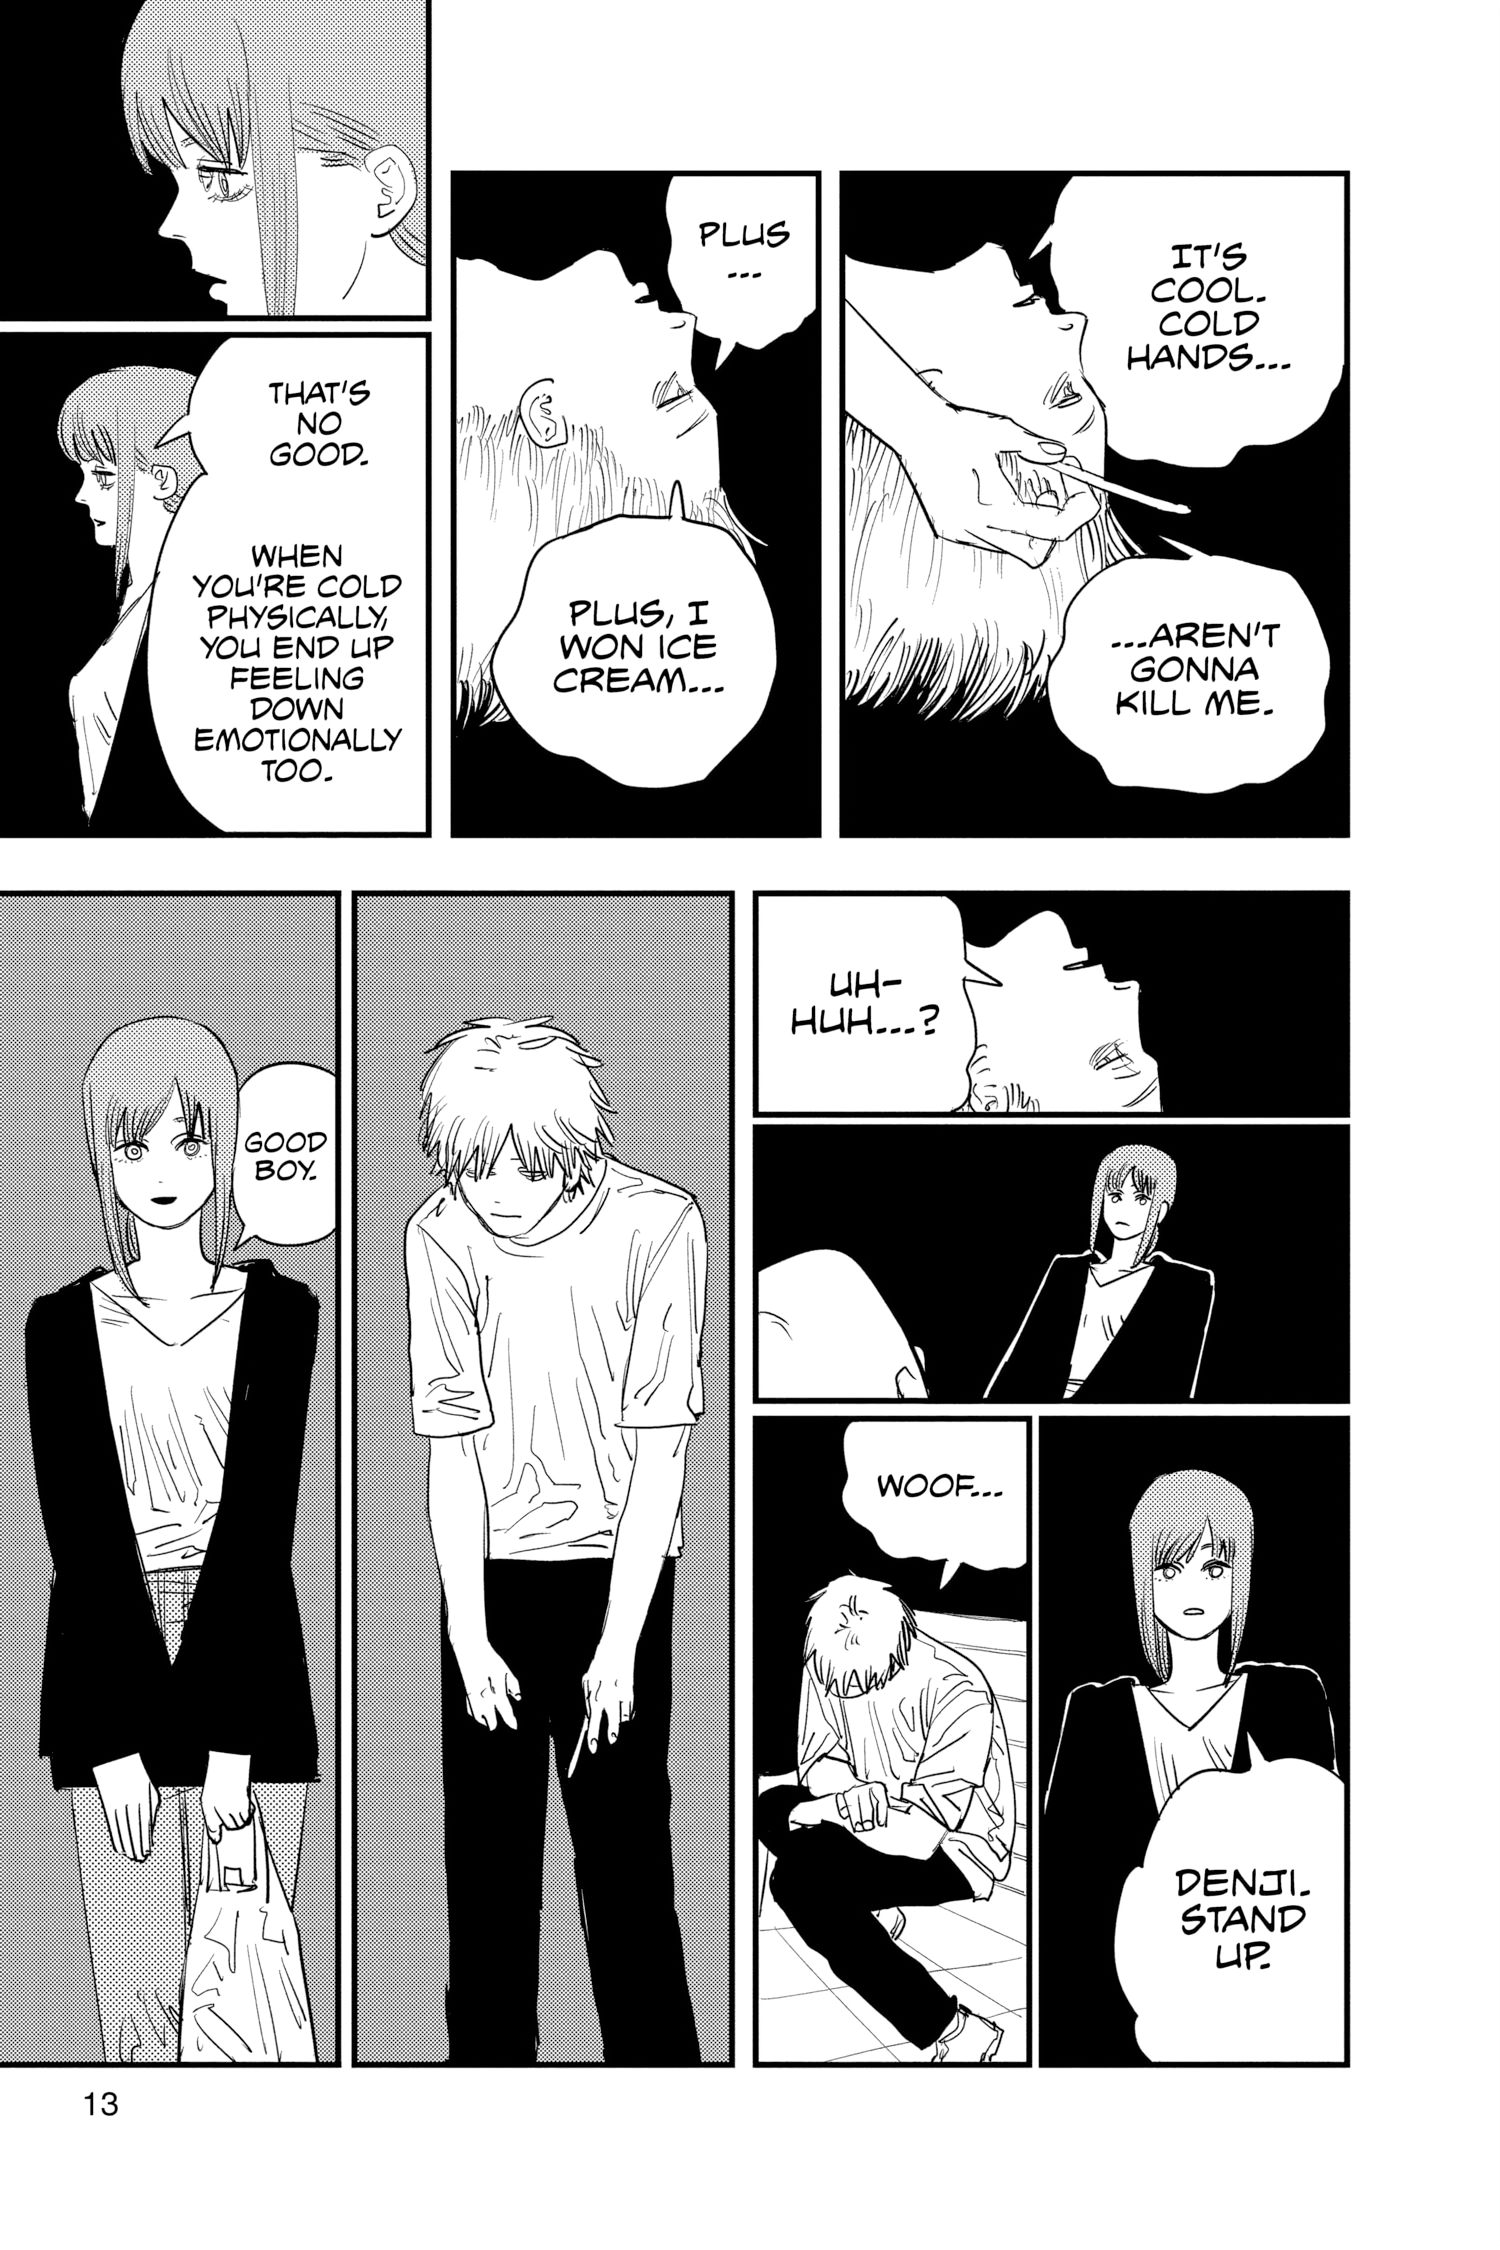 IT'S
COOL.
COLD
HANDS...
...AREN'T
GONNA
KILL ME.
PLUS
...
PLUS, I
WON ICE
CREAM...
THAT'S
NO
GOOD.
WHEN
YOU'RE COLD
PHYSICALLY,
YOU END UP
FEELING
DOWN
EMOTIONALLY
TOO.
UH-
HUH...?
DENJI.
STAND
UP.
WOOF...
GOOD
BOY.
13